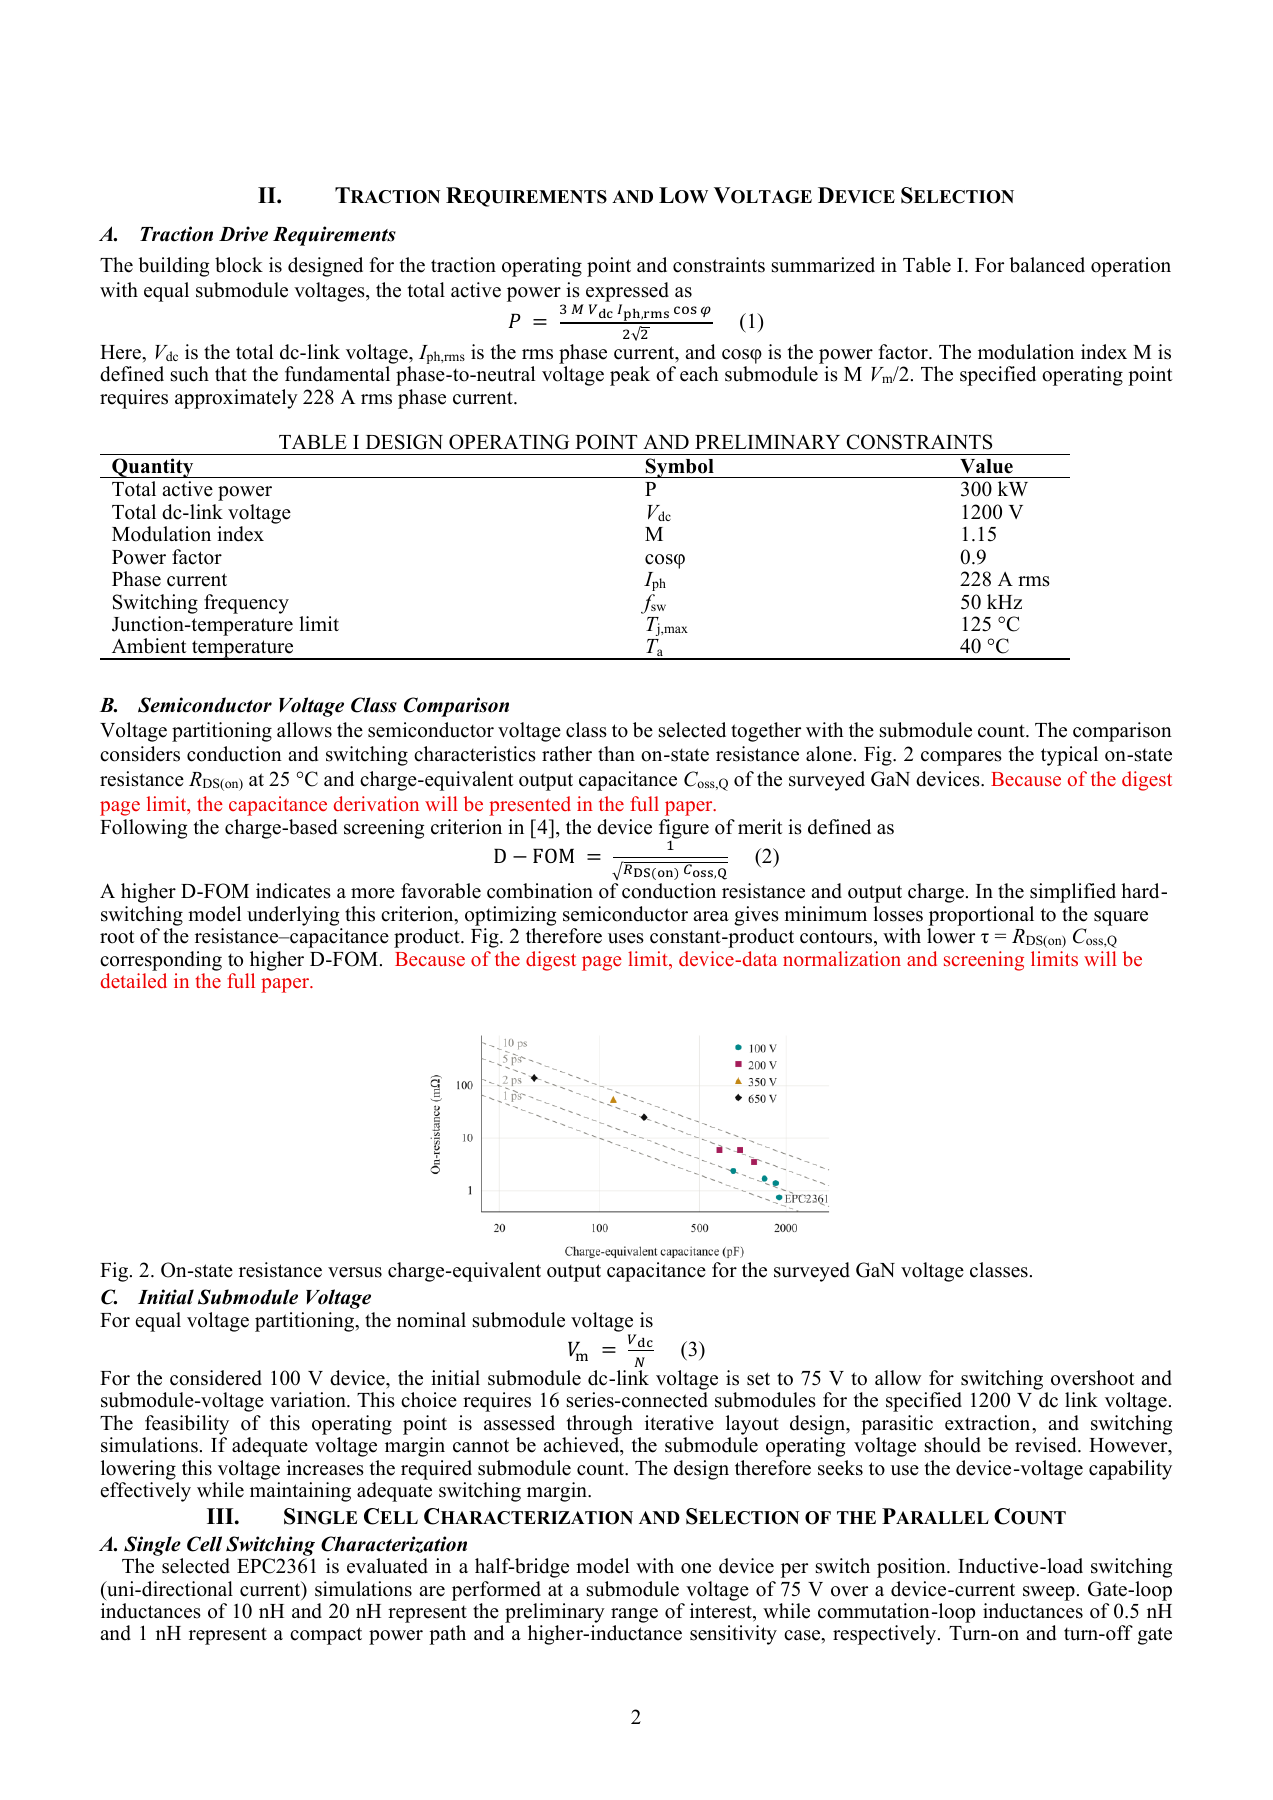 II. TRACTION REQUIREMENTS AND LOW VOLTAGE DEVICE SELECTION
A. Traction Drive Requirements
The building block is designed for the traction operating point and constraints summarized in Table I. For balanced operation
with equal submodule voltages, the total active power is expressed as
P = 3 M V_dc I_ph,rms cos φ / 2√2 (1)
Here, V_dc is the total dc-link voltage, I_ph,rms is the rms phase current, and cosφ is the power factor. The modulation index M is
defined such that the fundamental phase-to-neutral voltage peak of each submodule is M V_m/2. The specified operating point
requires approximately 228 A rms phase current.
TABLE I DESIGN OPERATING POINT AND PRELIMINARY CONSTRAINTS
Quantity Symbol Value
Total active power P 300 kW
Total dc-link voltage V_dc 1200 V
Modulation index M 1.15
Power factor cosφ 0.9
Phase current I_ph 228 A rms
Switching frequency f_sw 50 kHz
Junction-temperature limit T_j,max 125 °C
Ambient temperature T_a 40 °C
B. Semiconductor Voltage Class Comparison
Voltage partitioning allows the semiconductor voltage class to be selected together with the submodule count. The comparison
considers conduction and switching characteristics rather than on-state resistance alone. Fig. 2 compares the typical on-state
resistance R_DS(on) at 25 °C and charge-equivalent output capacitance C_oss,Q of the surveyed GaN devices. Because of the digest
page limit, the capacitance derivation will be presented in the full paper.
Following the charge-based screening criterion in [4], the device figure of merit is defined as
D − FOM = 1 / √(R_DS(on) C_oss,Q) (2)
A higher D-FOM indicates a more favorable combination of conduction resistance and output charge. In the simplified hard-
switching model underlying this criterion, optimizing semiconductor area gives minimum losses proportional to the square
root of the resistance–capacitance product. Fig. 2 therefore uses constant-product contours, with lower τ = R_DS(on) C_oss,Q
corresponding to higher D-FOM. Because of the digest page limit, device-data normalization and screening limits will be
detailed in the full paper.
10 ps
5 ps
2 ps
1 ps
100 V
200 V
350 V
650 V
On-resistance (mΩ)
100
10
1
EPC2361
20 100 500 2000
Charge-equivalent capacitance (pF)
Fig. 2. On-state resistance versus charge-equivalent output capacitance for the surveyed GaN voltage classes.
C. Initial Submodule Voltage
For equal voltage partitioning, the nominal submodule voltage is
V_m = V_dc / N (3)
For the considered 100 V device, the initial submodule dc-link voltage is set to 75 V to allow for switching overshoot and
submodule-voltage variation. This choice requires 16 series-connected submodules for the specified 1200 V dc link voltage.
The feasibility of this operating point is assessed through iterative layout design, parasitic extraction, and switching
simulations. If adequate voltage margin cannot be achieved, the submodule operating voltage should be revised. However,
lowering this voltage increases the required submodule count. The design therefore seeks to use the device-voltage capability
effectively while maintaining adequate switching margin.
III. SINGLE CELL CHARACTERIZATION AND SELECTION OF THE PARALLEL COUNT
A. Single Cell Switching Characterization
The selected EPC2361 is evaluated in a half-bridge model with one device per switch position. Inductive-load switching
(uni-directional current) simulations are performed at a submodule voltage of 75 V over a device-current sweep. Gate-loop
inductances of 10 nH and 20 nH represent the preliminary range of interest, while commutation-loop inductances of 0.5 nH
and 1 nH represent a compact power path and a higher-inductance sensitivity case, respectively. Turn-on and turn-off gate
2